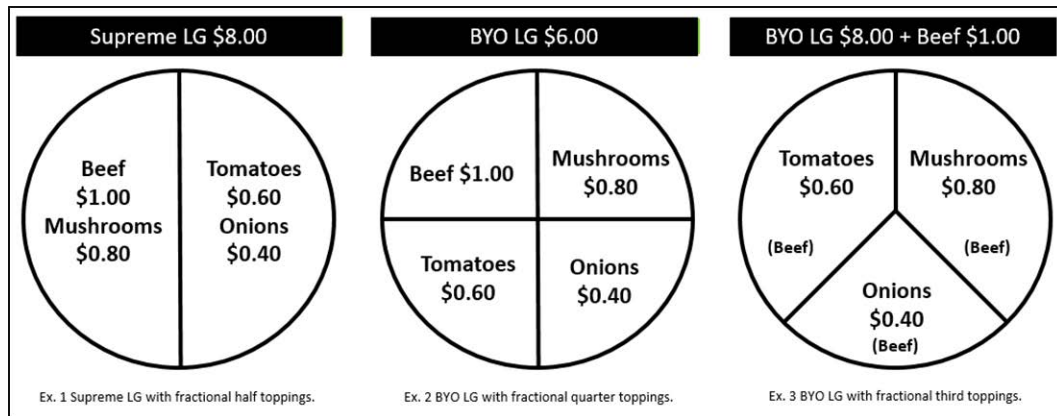 Supreme LG $8.00
Beef
$1.00
Mushrooms
$0.80
Tomatoes
$0.60
Onions
$0.40
Ex. 1 Supreme LG with fractional half toppings.
BYO LG $6.00
Beef $1.00
Mushrooms
$0.80
Tomatoes
$0.60
Onions
$0.40
Ex. 2 BYO LG with fractional quarter toppings.
BYO LG $8.00 + Beef $1.00
Tomatoes
$0.60
(Beef)
Mushrooms
$0.80
(Beef)
Onions
$0.40
(Beef)
Ex. 3 BYO LG with fractional third toppings.